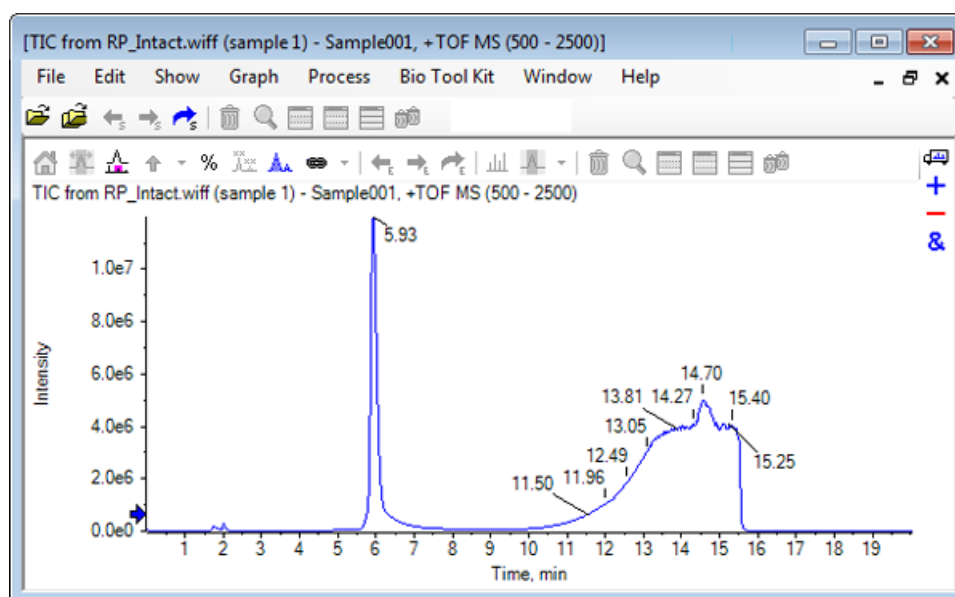 [TIC from RP_Intact.wiff (sample 1) - Sample001, +TOF MS (500 - 2500)]
File Edit Show Graph Process Bio Tool Kit Window Help
S S S
% E E E
TIC from RP_Intact.wiff (sample 1) - Sample001, +TOF MS (500 - 2500)
&
5.93
1.0e7
8.0e6
Intensity
6.0e6
14.70
13.81 14.27 15.40
4.0e6
13.05
12.49 15.25
11.96
2.0e6
11.50
0.0e0
1 2 3 4 5 6 7 8 9 10 11 12 13 14 15 16 17 18 19
Time, min